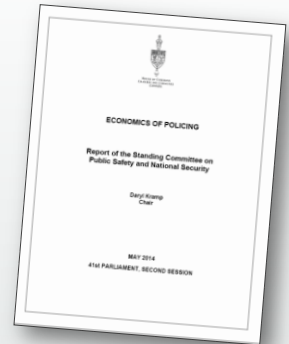 ECONOMICS OF POLICING
Report of the Standing Committee on
Public Safety and National Security
Daryl Kramp
Chair
MAY 2014
41st PARLIAMENT, SECOND SESSION